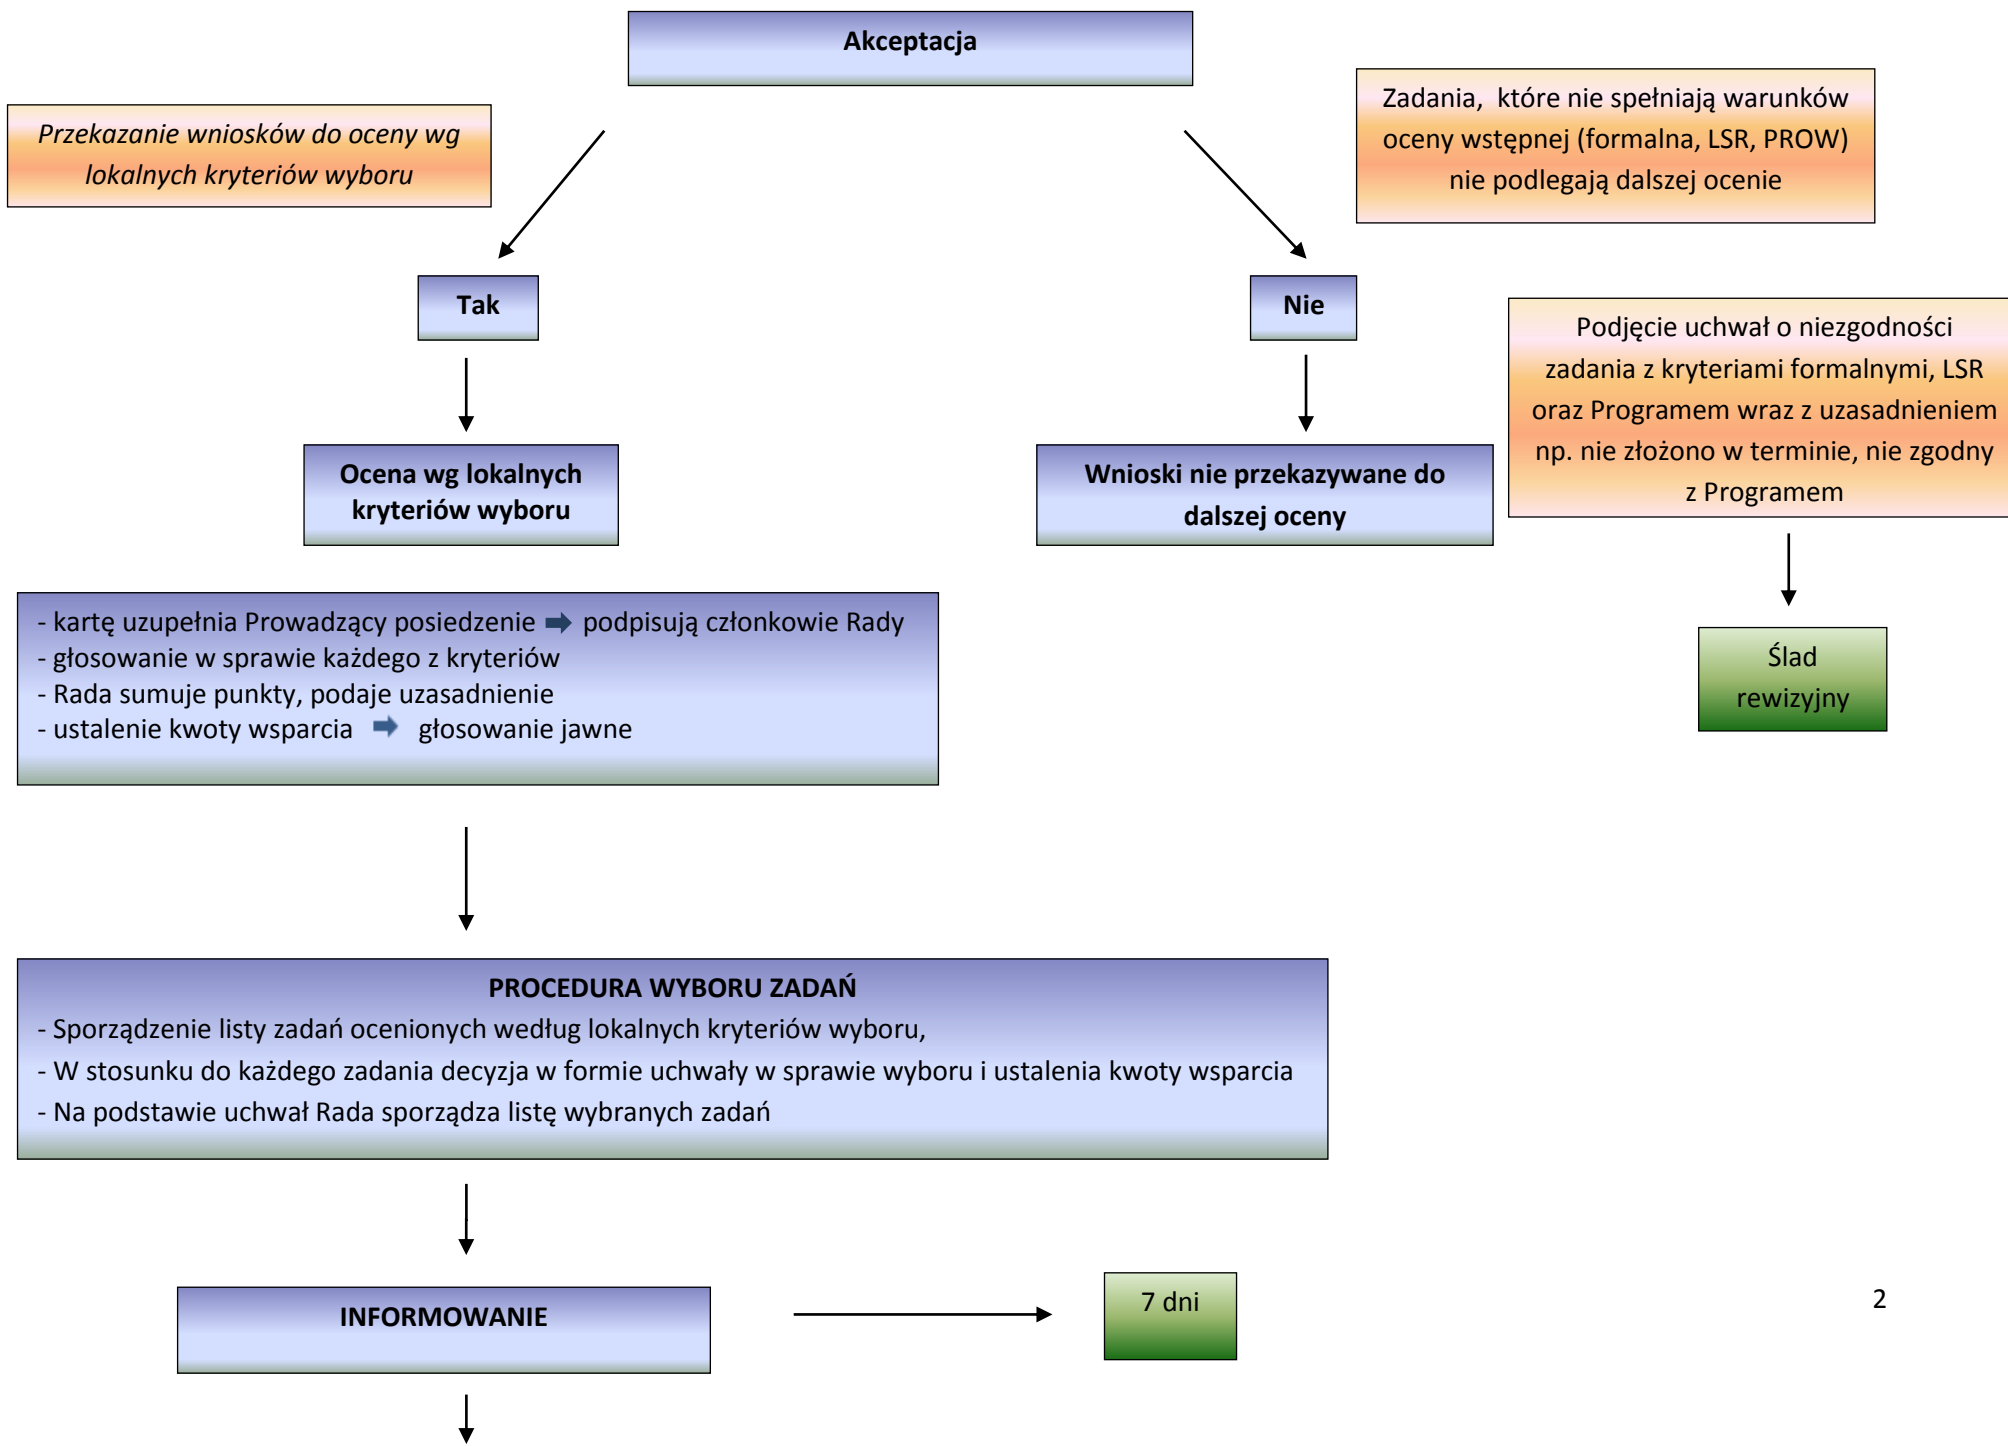 Akceptacja
Przekazanie wniosków do oceny wg
lokalnych kryteriów wyboru
Zadania, które nie spełniają warunków
oceny wstępnej (formalna, LSR, PROW)
nie podlegają dalszej ocenie
Tak
Nie
Podjęcie uchwał o niezgodności
zadania z kryteriami formalnymi, LSR
oraz Programem wraz z uzasadnieniem
np. nie złożono w terminie, nie zgodny
z Programem
Ocena wg lokalnych
kryteriów wyboru
Wnioski nie przekazywane do
dalszej oceny
- kartę uzupełnia Prowadzący posiedzenie ➡ podpisują członkowie Rady
- głosowanie w sprawie każdego z kryteriów
- Rada sumuje punkty, podaje uzasadnienie
- ustalenie kwoty wsparcia ➡ głosowanie jawne
Ślad
rewizyjny
PROCEDURA WYBORU ZADAŃ
- Sporządzenie listy zadań ocenionych według lokalnych kryteriów wyboru,
- W stosunku do każdego zadania decyzja w formie uchwały w sprawie wyboru i ustalenia kwoty wsparcia
- Na podstawie uchwał Rada sporządza listę wybranych zadań
INFORMOWANIE
7 dni
2